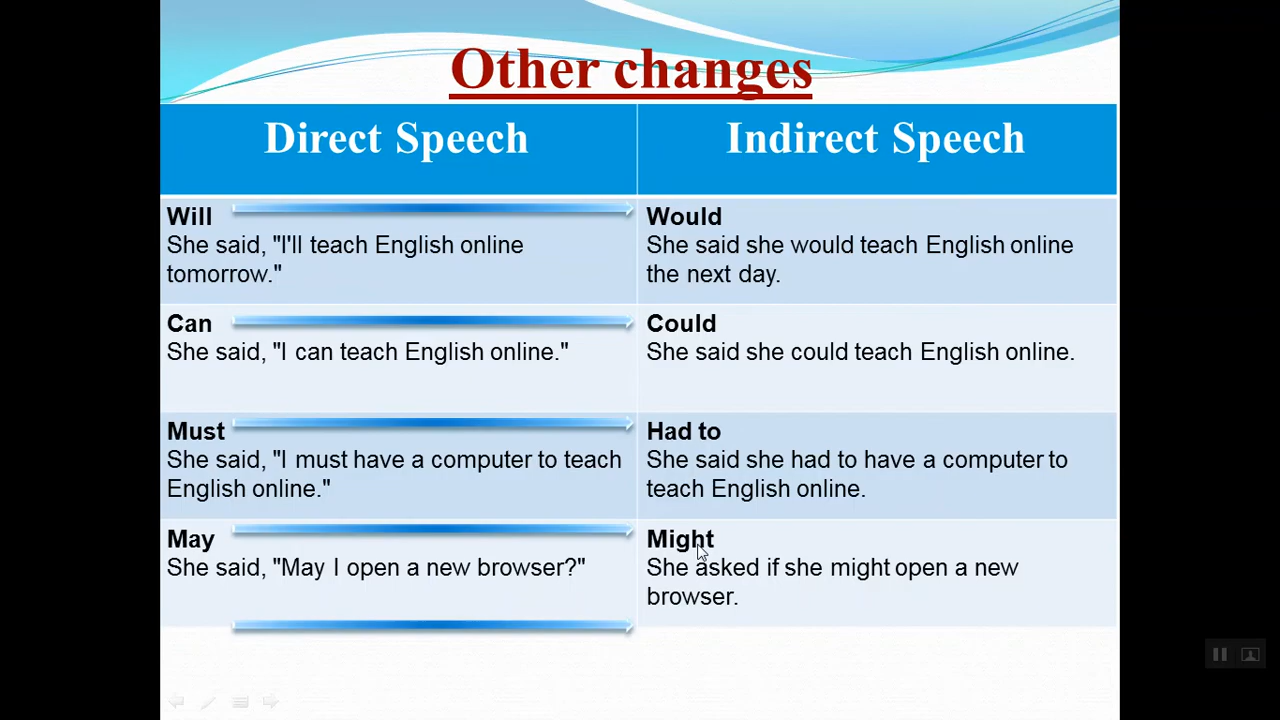 Other changes
Direct Speech
Indirect Speech
Will
She said, "I'll teach English online
tomorrow."
Would
She said she would teach English online
the next day.
Can
She said, "I can teach English online."
Could
She said she could teach English online.
Must
She said, "I must have a computer to teach
English online."
Had to
She said she had to have a computer to
teach English online.
May
She said, "May I open a new browser?"
Might
She asked if she might open a new
browser.